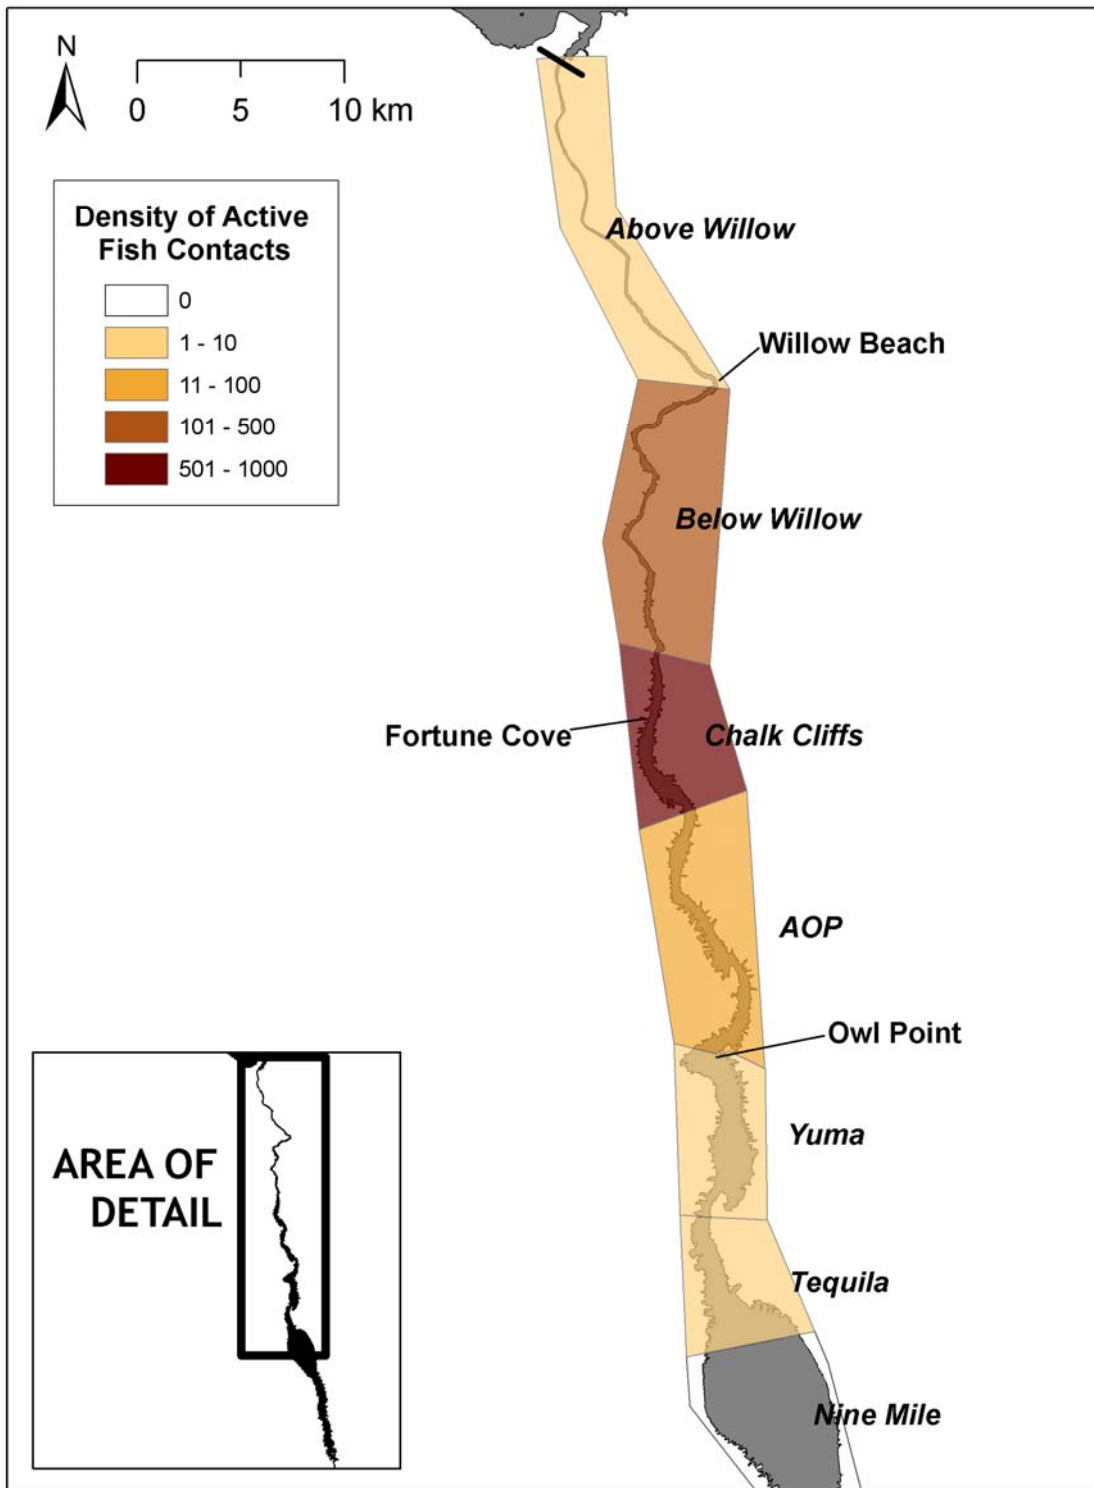 N
0 5 10 km
Density of Active
Fish Contacts
0
1 - 10
11 - 100
101 - 500
501 - 1000
Above Willow
Willow Beach
Below Willow
Fortune Cove
Chalk Cliffs
AOP
Owl Point
Yuma
Tequila
Nine Mile
AREA OF
DETAIL